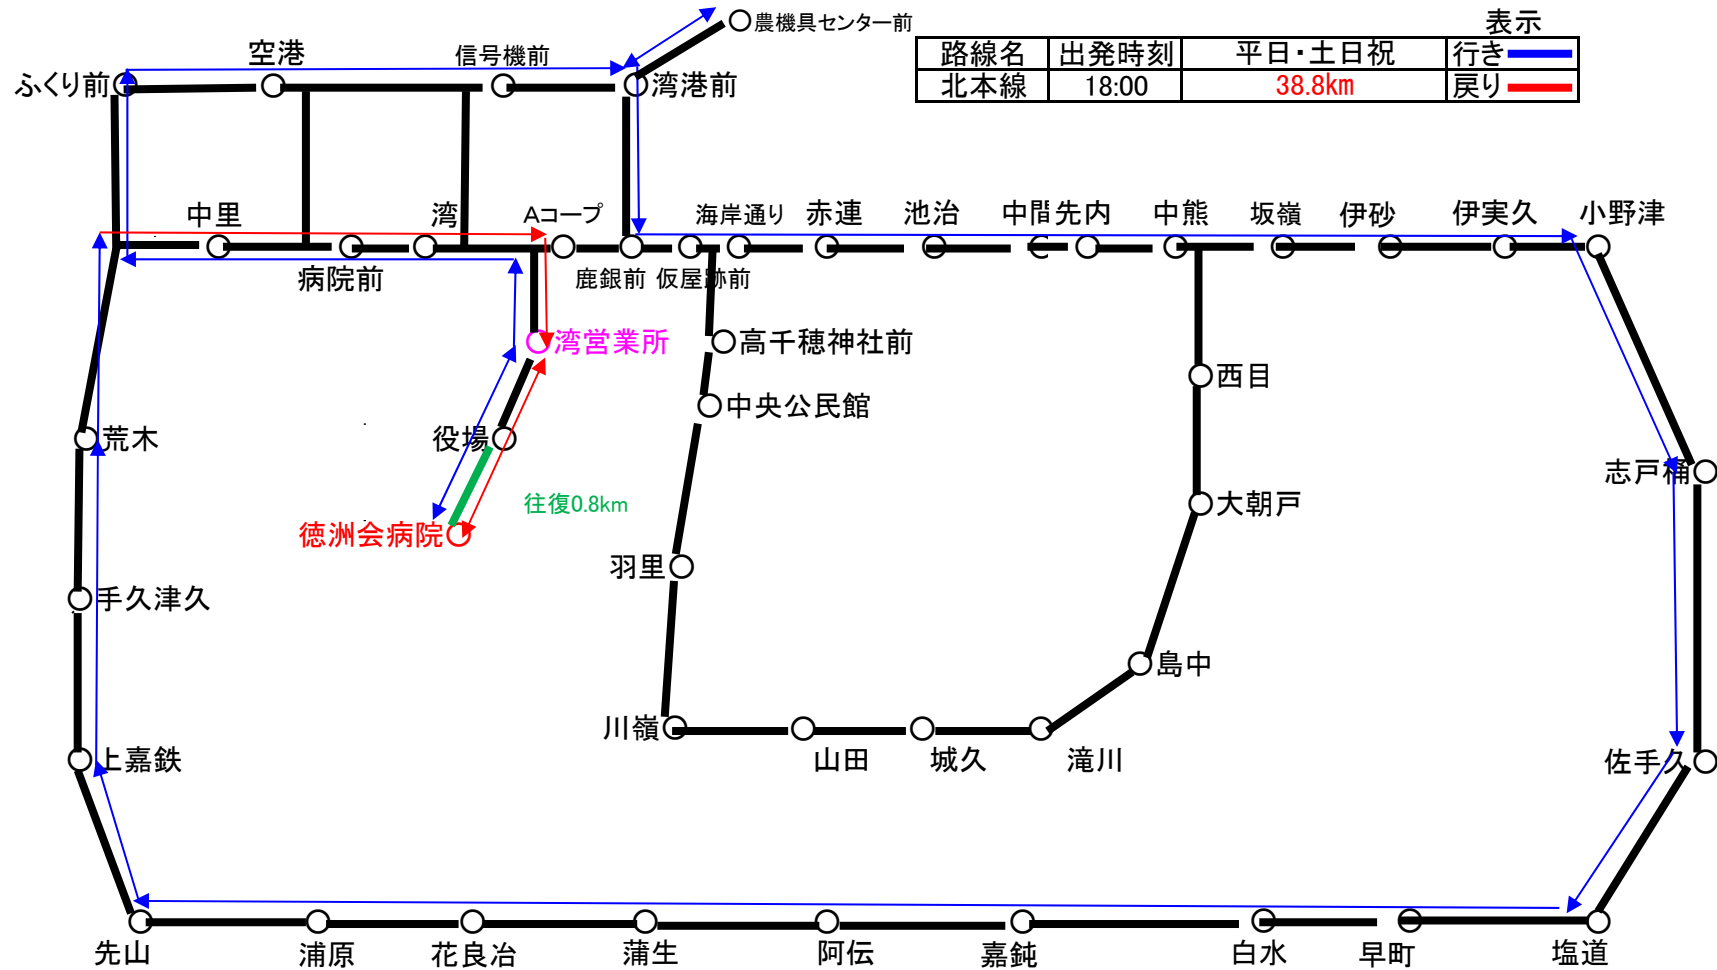 農機具センター前
表示
路線名 出発時刻 平日・土日祝 行き
北本線 18:00 38.8km 戻り
空港
信号機前
ふくり前
湾港前
中里
湾
Aコープ
海岸通り
赤連
池治
中間
先内
中熊
坂嶺
伊砂
伊実久
小野津
病院前
鹿銀前
仮屋跡前
湾営業所
高千穂神社前
西目
中央公民館
荒木
役場
志戸桶
往復0.8km
大朝戸
徳洲会病院
羽里
手久津久
島中
川嶺
上嘉鉄
山田
城久
滝川
佐手久
先山
浦原
花良治
蒲生
阿伝
嘉鈍
白水
早町
塩道